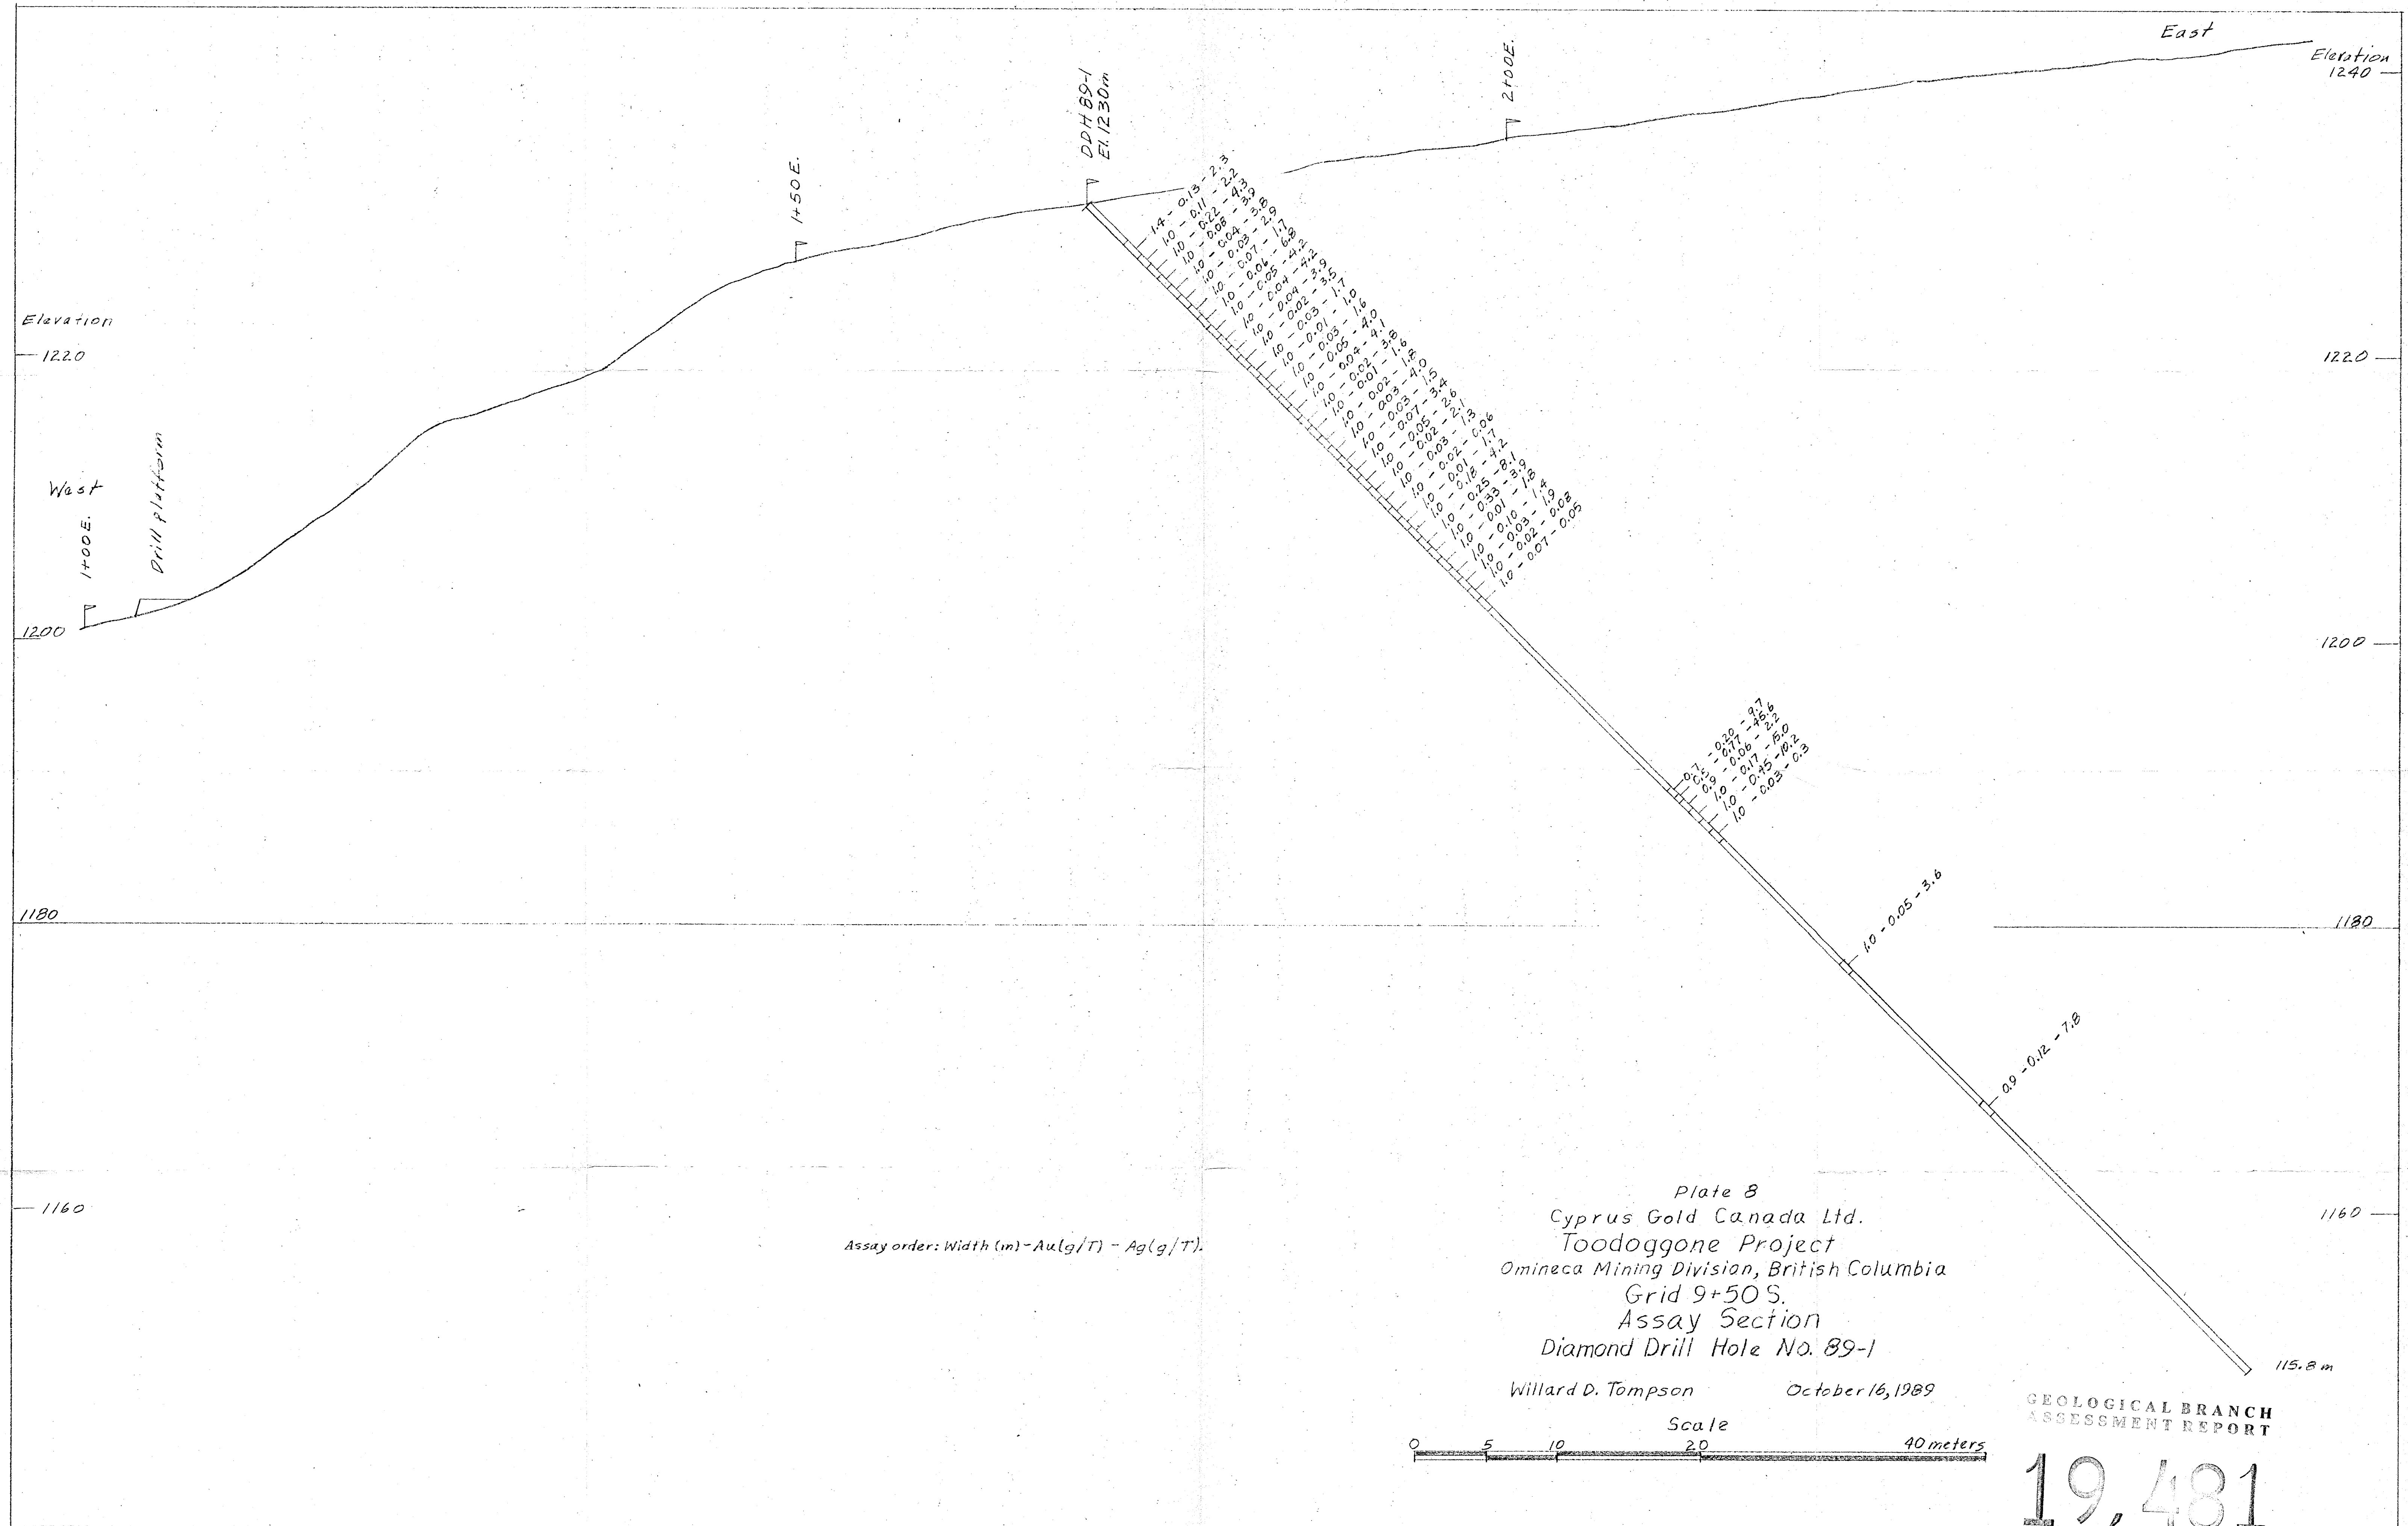 East
Elevation
1240
2+00E.
DDH 89-1
El. 1230m
1+50E.
Elevation
1220
1220
West
1+00E.
Drill platform
1200
1200
1.4 - 0.13 - 2.3
1.0 - 0.11 - 2.2
1.0 - 0.22 - 4.3
1.0 - 0.08 - 3.9
1.0 - 0.04 - 3.8
1.0 - 0.03 - 2.9
1.0 - 0.07 - 1.7
1.0 - 0.06 - 6.8
1.0 - 0.05 - 4.2
1.0 - 0.04 - 4.2
1.0 - 0.04 - 3.9
1.0 - 0.02 - 3.5
1.0 - 0.03 - 1.7
1.0 - 0.01 - 1.0
1.0 - 0.03 - 1.6
1.0 - 0.05 - 4.0
1.0 - 0.04 - 4.1
1.0 - 0.02 - 3.8
1.0 - 0.01 - 1.6
1.0 - 0.02 - 1.8
1.0 - 0.03 - 4.0
1.0 - 0.03 - 1.5
1.0 - 0.07 - 3.4
1.0 - 0.05 - 2.6
1.0 - 0.02 - 2.1
1.0 - 0.03 - 1.3
1.0 - 0.02 - 0.06
1.0 - 0.01 - 1.7
1.0 - 0.18 - 4.2
1.0 - 0.25 - 8.1
1.0 - 0.33 - 3.9
1.0 - 0.01 - 1.8
1.0 - 0.10 - 1.4
1.0 - 0.03 - 1.9
1.0 - 0.02 - 0.08
1.0 - 0.07 - 0.05
0.7 - 0.20 - 9.7
0.5 - 0.77 - 45.6
0.9 - 0.06 - 2.2
1.0 - 0.17 - 15.0
1.0 - 0.45 - 10.2
1.0 - 0.03 - 0.3
1180
1180
1.0 - 0.05 - 3.6
0.9 - 0.12 - 7.8
1160
1160
Assay order: Width (m) - Au(g/T) - Ag(g/T).
Plate 8
Cyprus Gold Canada Ltd.
Toodoggone Project
Omineca Mining Division, British Columbia
Grid 9+50 S.
Assay Section
Diamond Drill Hole No. 89-1
Willard D. Tompson October 16, 1989
115.8 m
Scale
0 5 10 20 40 meters
GEOLOGICAL BRANCH
ASSESSMENT REPORT
19,481